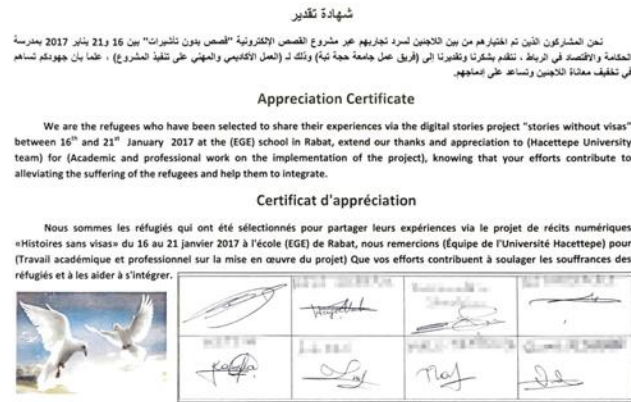 شهادة تقدير
نحن المشاركون الذين تم اختيارهم من بين اللاجئين لسرد تجاربهم عبر مشروع القصص الإلكترونية "قصص بدون تأشيرات" بين 16 و21 يناير 2017 بمدرسة
الحكامة والاقتصاد في الرباط ، نتقدم بشكرنا وتقديرنا إلى (فريق عمل جامعة حجة تبة) وذلك لـ (العمل الأكاديمي والمهني على تنفيذ المشروع) ، علماً بأن جهودكم تساهم
في تخفيف معاناة اللاجئين وتساعد على إدماجهم.
Appreciation Certificate
We are the refugees who have been selected to share their experiences via the digital stories project "stories without visas"
between 16th and 21st January 2017 at the (EGE) school in Rabat, extend our thanks and appreciation to (Hacettepe University
team) for (Academic and professional work on the implementation of the project), knowing that your efforts contribute to
alleviating the suffering of the refugees and help them to integrate.
Certificat d'appréciation
Nous sommes les réfugiés qui ont été sélectionnés pour partager leurs expériences via le projet de récits numériques
«Histoires sans visas» du 16 au 21 janvier 2017 à l'école (EGE) de Rabat, nous remercions (Équipe de l'Université Hacettepe) pour
(Travail académique et professionnel sur la mise en œuvre du projet) Que vos efforts contribuent à soulager les souffrances des
réfugiés et à les aider à s'intégrer.